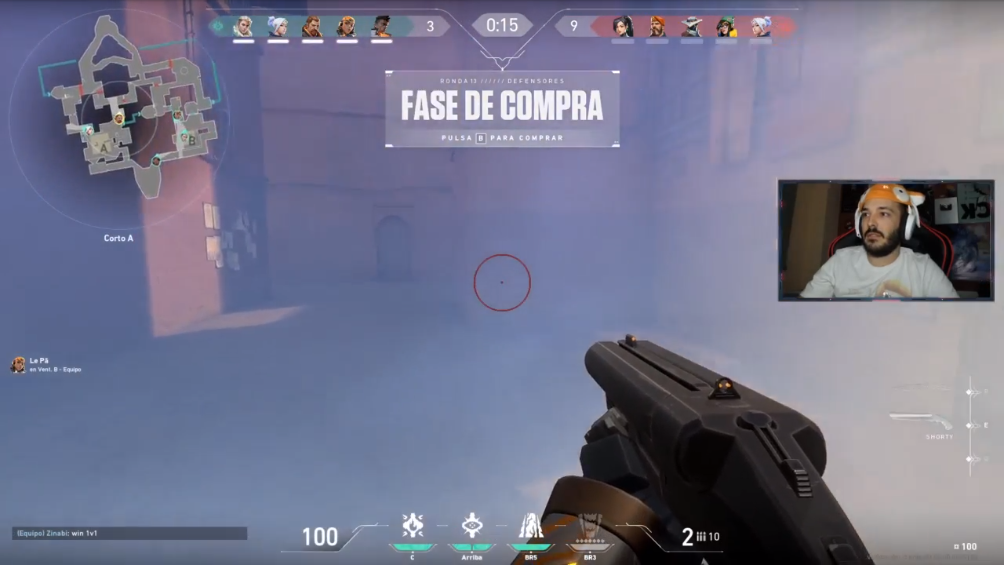 3
0:15
9
RONDA 13 ////// DEFENSORES
FASE DE COMPRA
PULSA B PARA COMPRAR
A
B
Corto A
Le Pã
en Vent. B - Equipo
SHORTY
(Equipo) Zinabi: win 1v1
100
C
Arriba
BR5
BR3
2
10
100